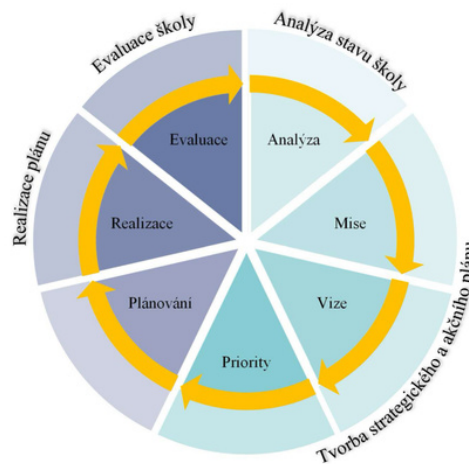 Evaluace školy
Analýza stavu školy
Evaluace
Analýza
Realizace plánu
Realizace
Mise
Plánování
Vize
Priority
Tvorba strategického a akčního plánu